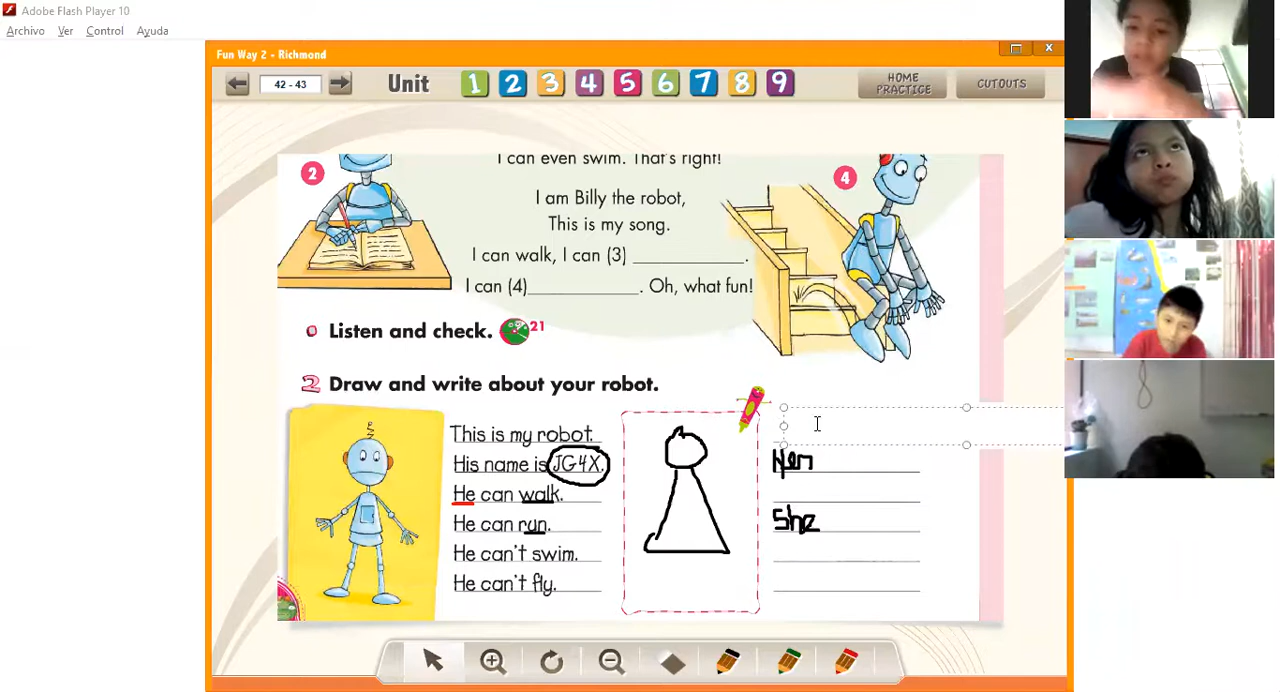 Adobe Flash Player 10
Archivo Ver Control Ayuda
Fun Way 2 - Richmond
42 - 43
Unit
1 2 3 4 5 6 7 8 9
HOME PRACTICE
CUTOUTS
2
4
I can even swim. That's right!
I am Billy the robot,
This is my song.
I can walk, I can (3) ____________.
I can (4)____________. Oh, what fun!
Listen and check. 21
2 Draw and write about your robot.
z
z
z
This is my robot.
His name is JG4X.
He can walk.
He can run.
He can't swim.
He can't fly.
Her
She